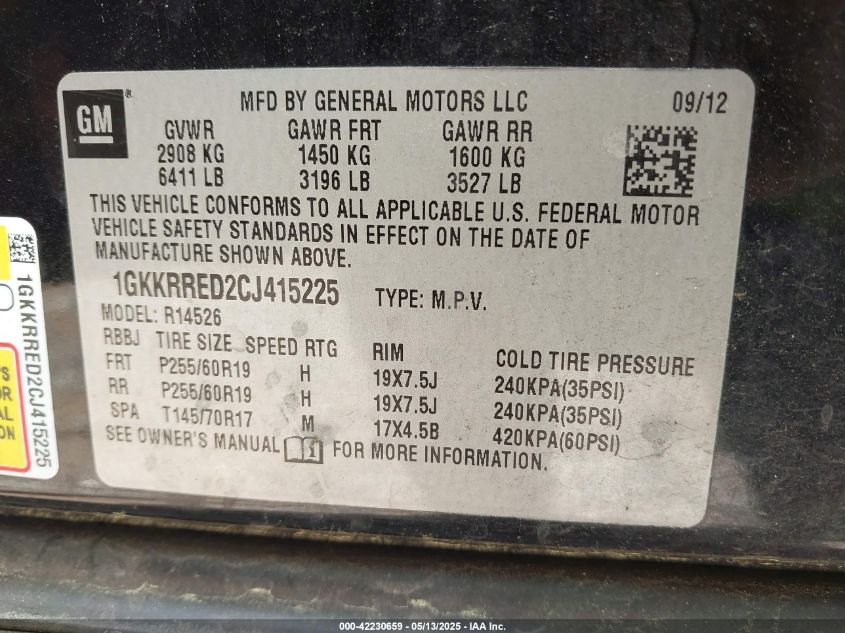 GM
MFD BY GENERAL MOTORS LLC 09/12
GVWR GAWR FRT GAWR RR
2908 KG 1450 KG 1600 KG
6411 LB 3196 LB 3527 LB
THIS VEHICLE CONFORMS TO ALL APPLICABLE U.S. FEDERAL MOTOR
VEHICLE SAFETY STANDARDS IN EFFECT ON THE DATE OF
MANUFACTURE SHOWN ABOVE.
1GKKRRED2CJ415225 TYPE: M.P.V.
MODEL: R14526
RBBJ TIRE SIZE SPEED RTG RIM COLD TIRE PRESSURE
FRT P255/60R19 H 19X7.5J 240KPA(35PSI)
RR P255/60R19 H 19X7.5J 240KPA(35PSI)
SPA T145/70R17 M 17X4.5B 420KPA(60PSI)
SEE OWNER'S MANUAL FOR MORE INFORMATION.
1GKKRRED2CJ415225
000-42230659 - 05/13/2025 - IAA Inc.